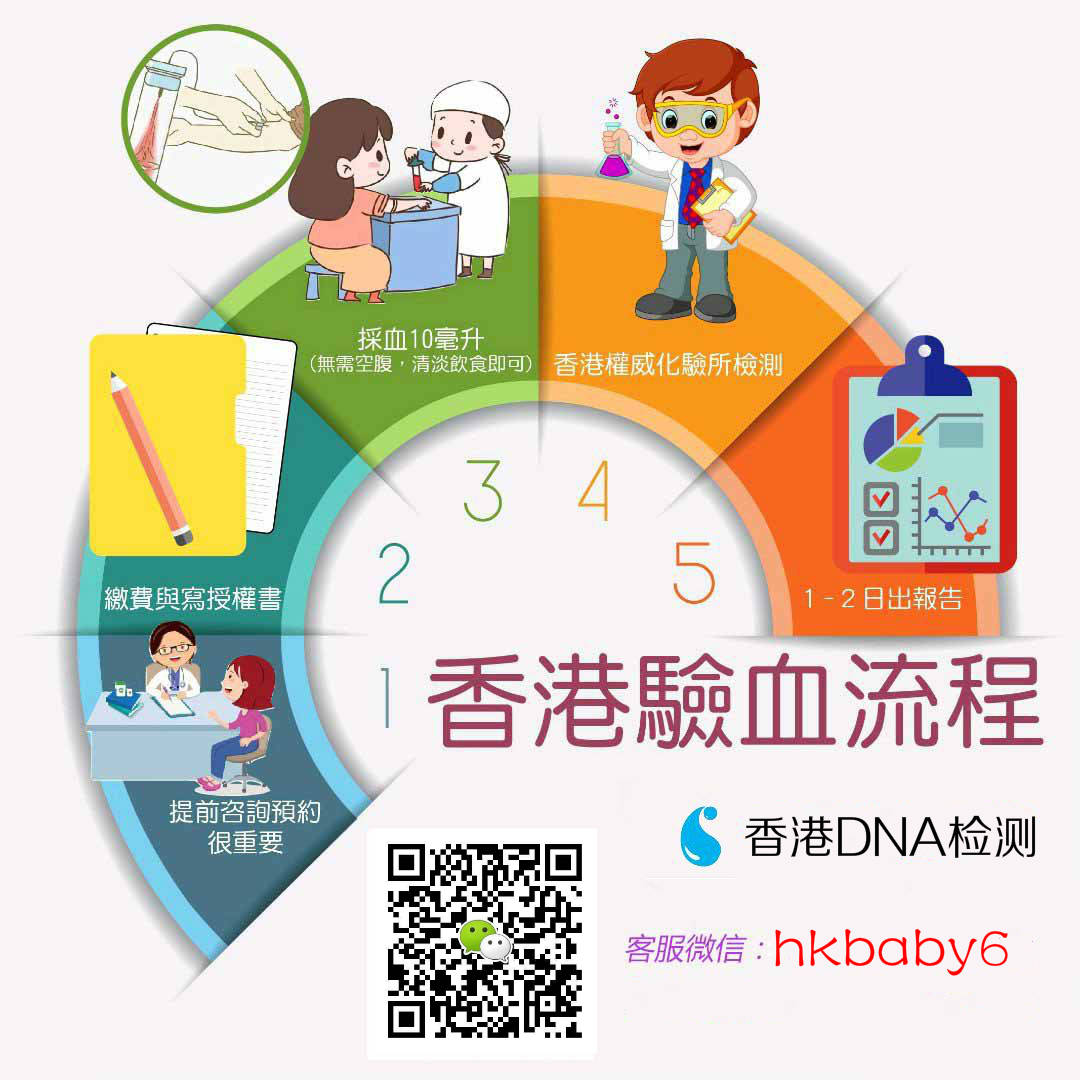 採血10毫升
(無需空腹，清淡飲食即可)
香港權威化驗所檢測
繳費與寫授權書
1-2日出報告
3
4
2
5
1
香港驗血流程
提前咨詢預約
很重要
香港DNA检测
客服微信：hkbaby6